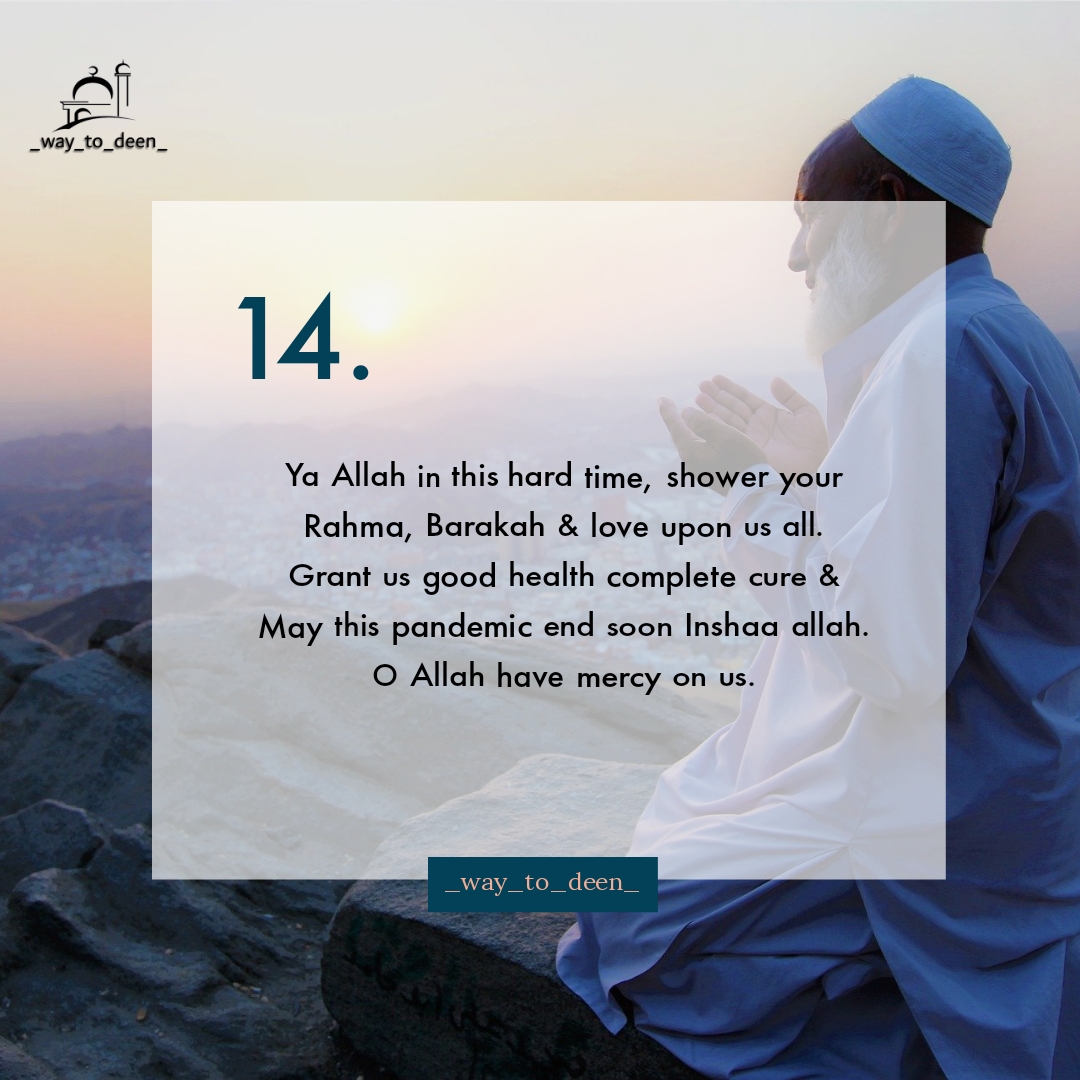 _way_to_deen_
14.
Ya Allah in this hard time, shower your
Rahma, Barakah & love upon us all.
Grant us good health complete cure &
May this pandemic end soon Inshaa allah.
O Allah have mercy on us.
_way_to_deen_